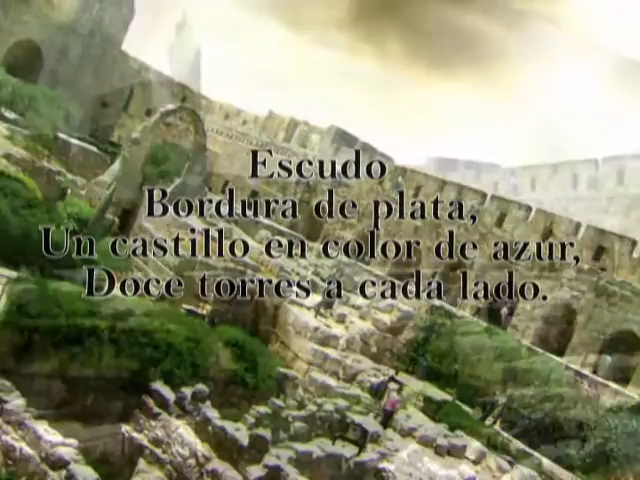 Escudo
Bordura de plata,
Un castillo en color de azur,
Doce torres a cada lado.